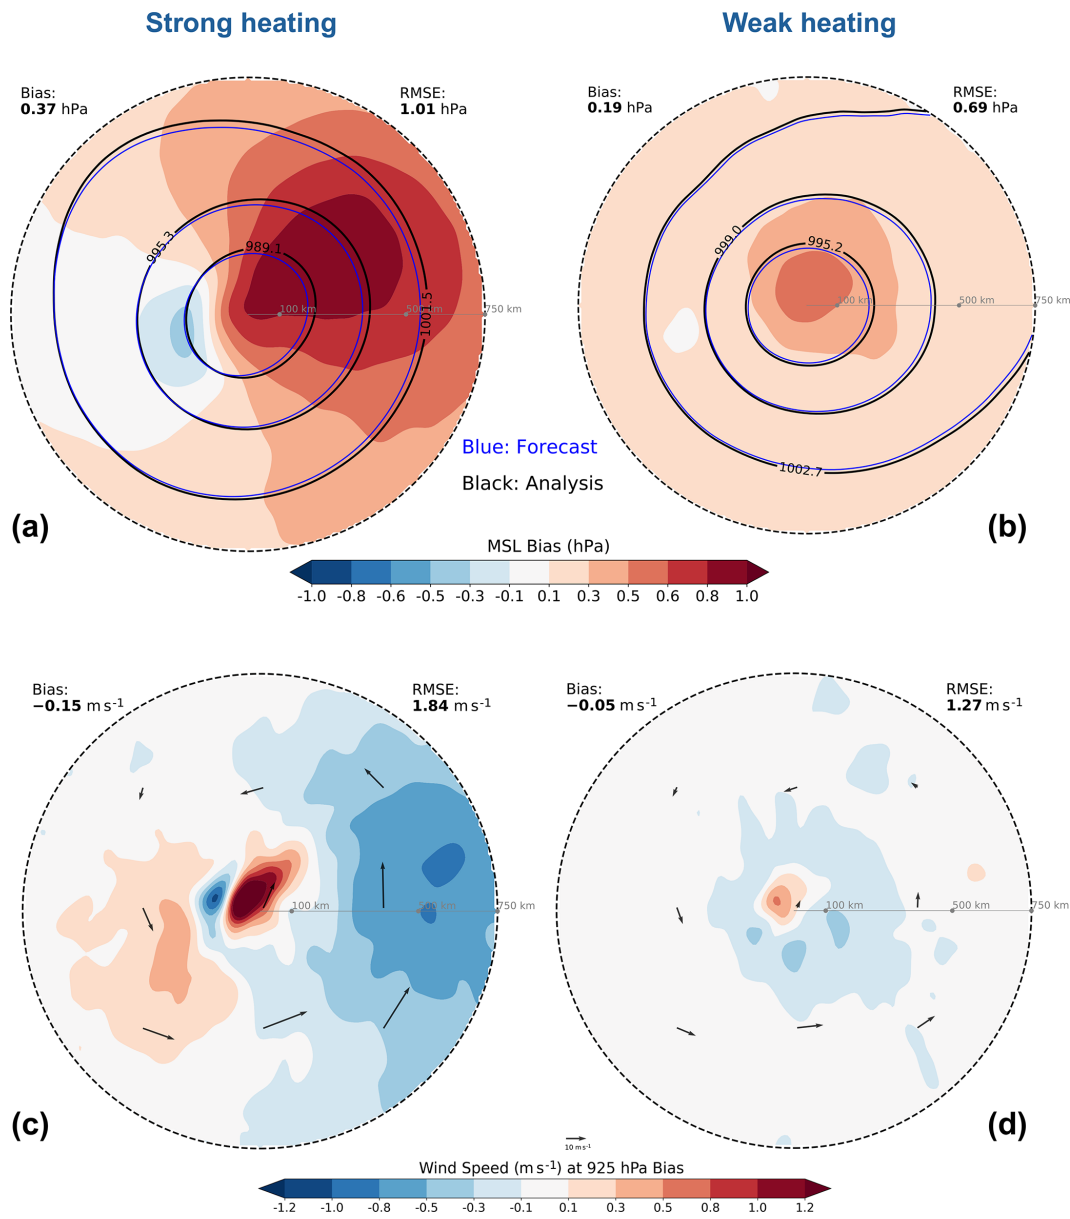 Strong heating
Weak heating
Bias:
0.37 hPa
RMSE:
1.01 hPa
Bias:
0.19 hPa
RMSE:
0.69 hPa
995.3
989.1
1001.5
100 km
500 km
750 km
999.0
995.2
1002.7
100 km
500 km
750 km
Blue: Forecast
Black: Analysis
(a)
(b)
MSL Bias (hPa)
-1.0 -0.8 -0.6 -0.5 -0.3 -0.1 0.1 0.3 0.5 0.6 0.8 1.0
Bias:
−0.15 m s-1
RMSE:
1.84 m s-1
Bias:
−0.05 m s-1
RMSE:
1.27 m s-1
100 km
500 km
750 km
100 km
500 km
750 km
(c)
(d)
10 m s-1
Wind Speed (m s-1) at 925 hPa Bias
-1.2 -1.0 -0.8 -0.5 -0.3 -0.1 0.1 0.3 0.5 0.8 1.0 1.2